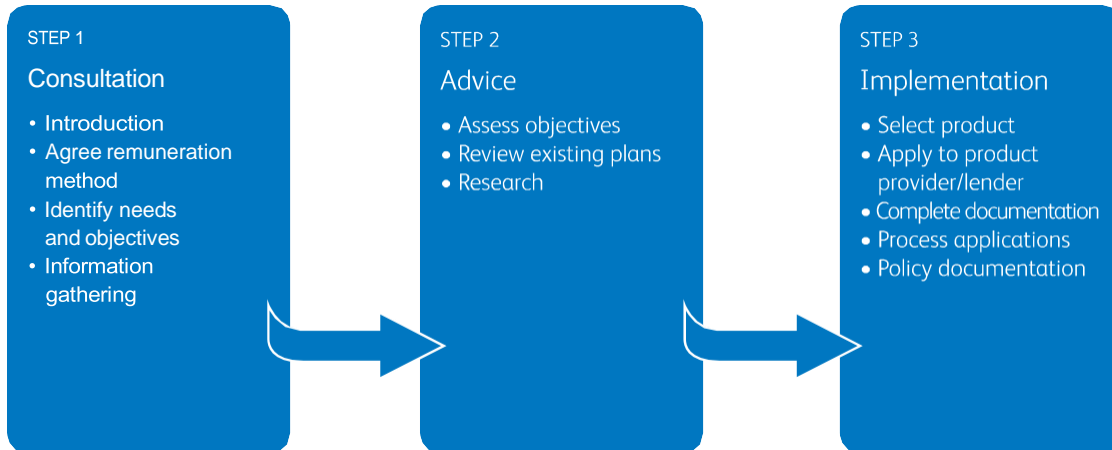 STEP 1
Consultation
• Introduction
• Agree remuneration
method
• Identify needs
and objectives
• Information
gathering
STEP 2
Advice
• Assess objectives
• Review existing plans
• Research
STEP 3
Implementation
• Select product
• Apply to product
provider/lender
• Complete documentation
• Process applications
• Policy documentation